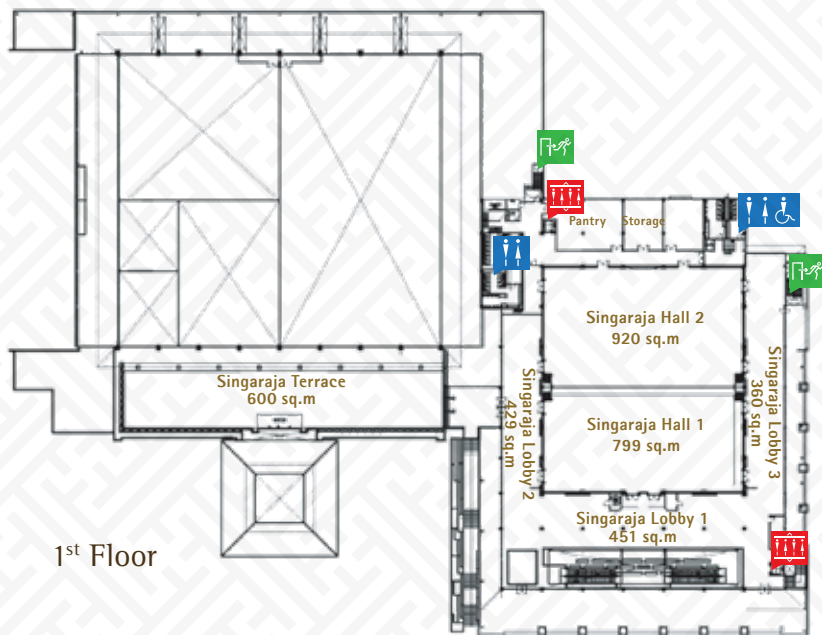 Pantry Storage
Singaraja Hall 2
920 sq.m
Singaraja Terrace
600 sq.m
Singaraja Lobby 2
429 sq.m
Singaraja Hall 1
799 sq.m
Singaraja Lobby 3
360 sq.m
Singaraja Lobby 1
451 sq.m
1st Floor